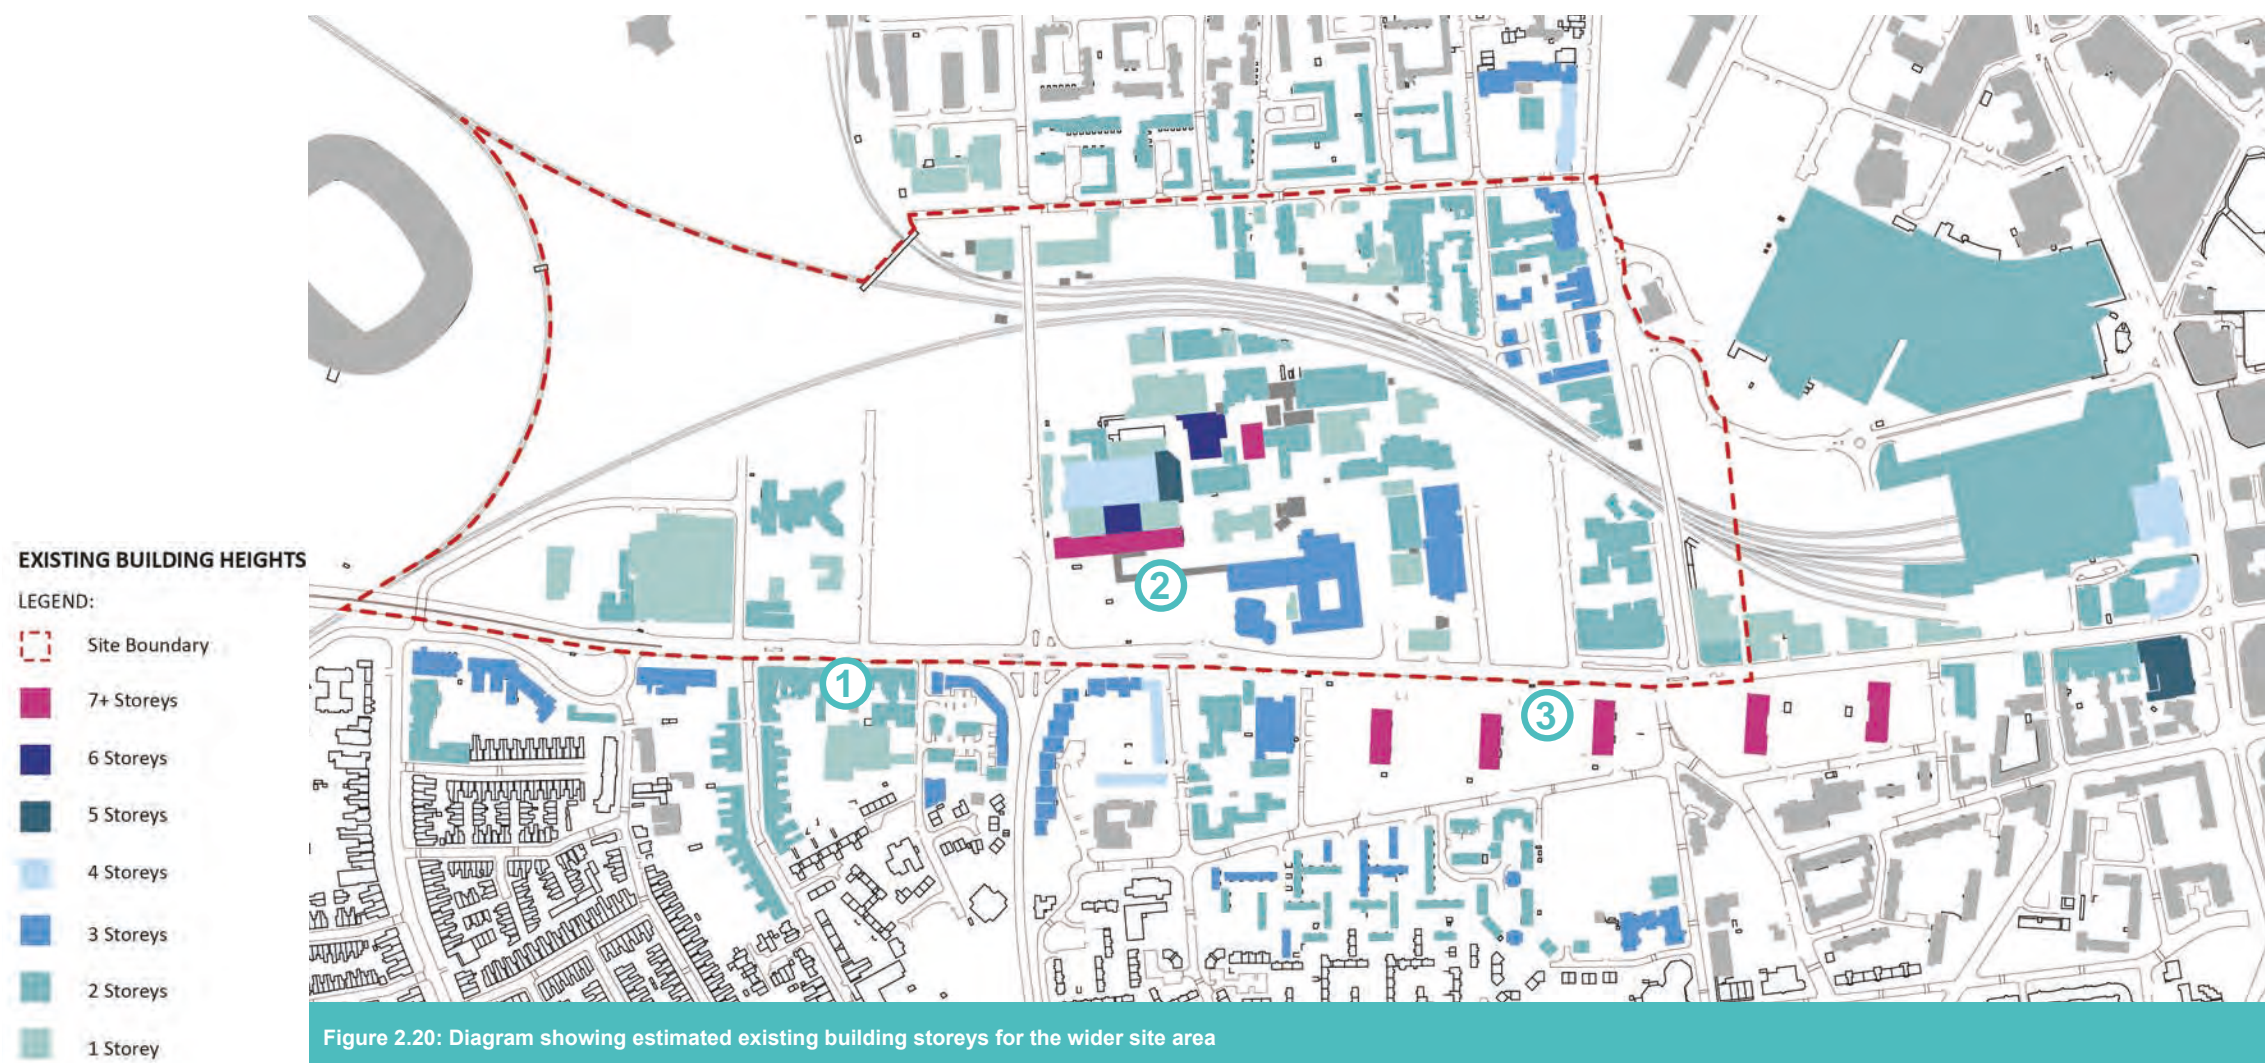 EXISTING BUILDING HEIGHTS
LEGEND:
Site Boundary
7+ Storeys
6 Storeys
5 Storeys
4 Storeys
3 Storeys
2 Storeys
1 Storey
2
1
3
Figure 2.20: Diagram showing estimated existing building storeys for the wider site area